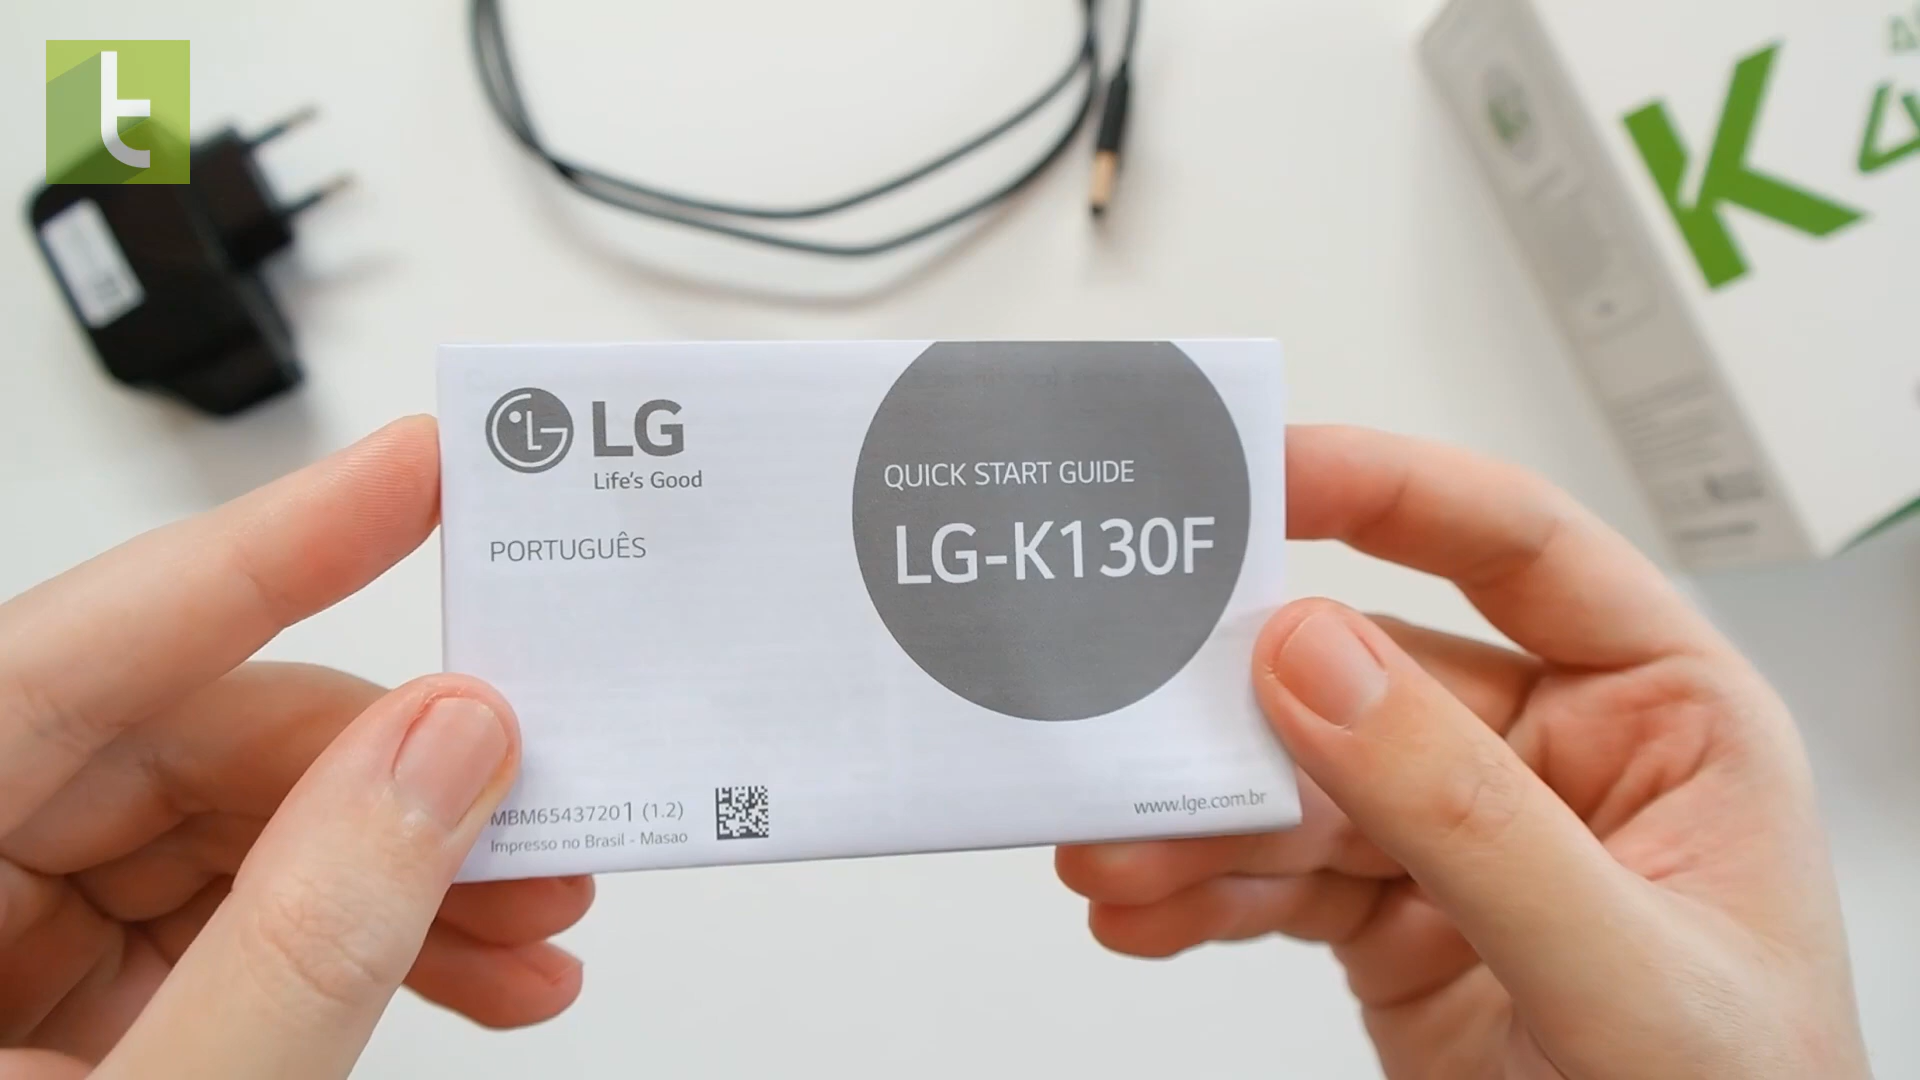 t
K4
LG
Life's Good
PORTUGUÊS
QUICK START GUIDE
LG-K130F
MBM65437201 (1.2)
Impresso no Brasil - Masao
www.lge.com.br